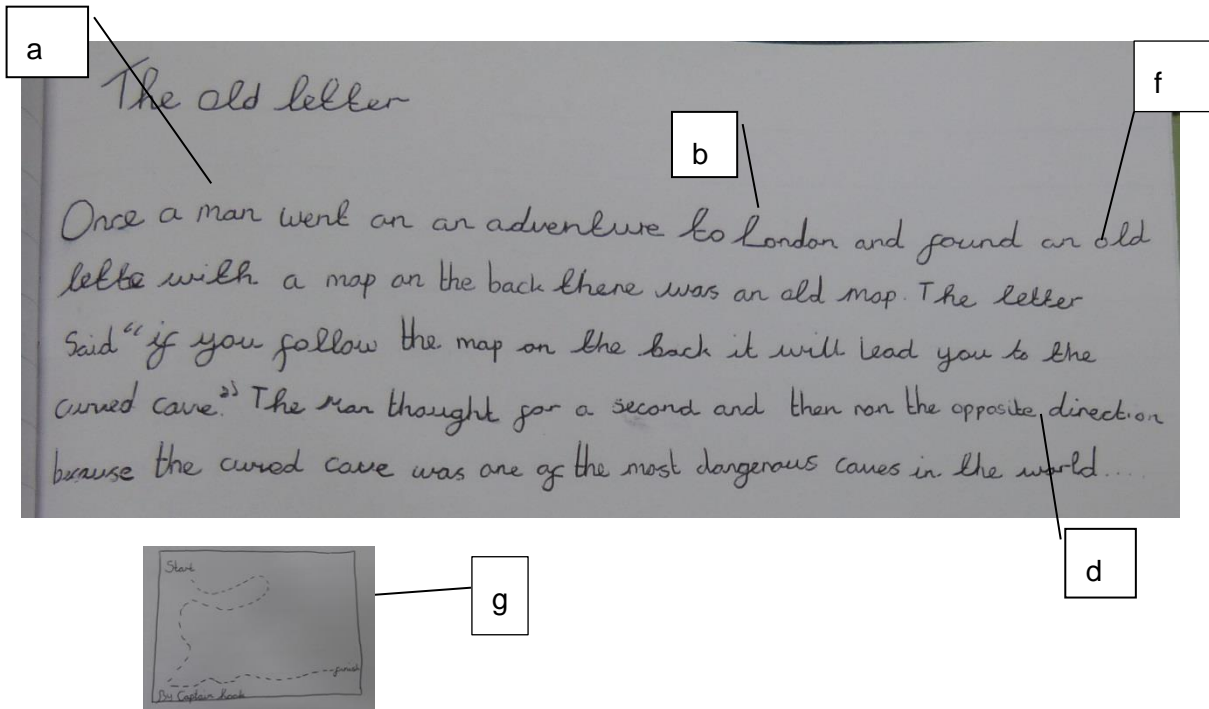 a
f
b
The old letter
Once a man went on an adventure to London and found an old
lette with a map on the back there was an old map. The letter
Said "if you follow the map on the back it will lead you to the
cursed cave." The man thought for a second and then ran the opposite direction
because the cured cave was one of the most dangerous caves in the world....
d
g
Start
finish
By Captain Hook